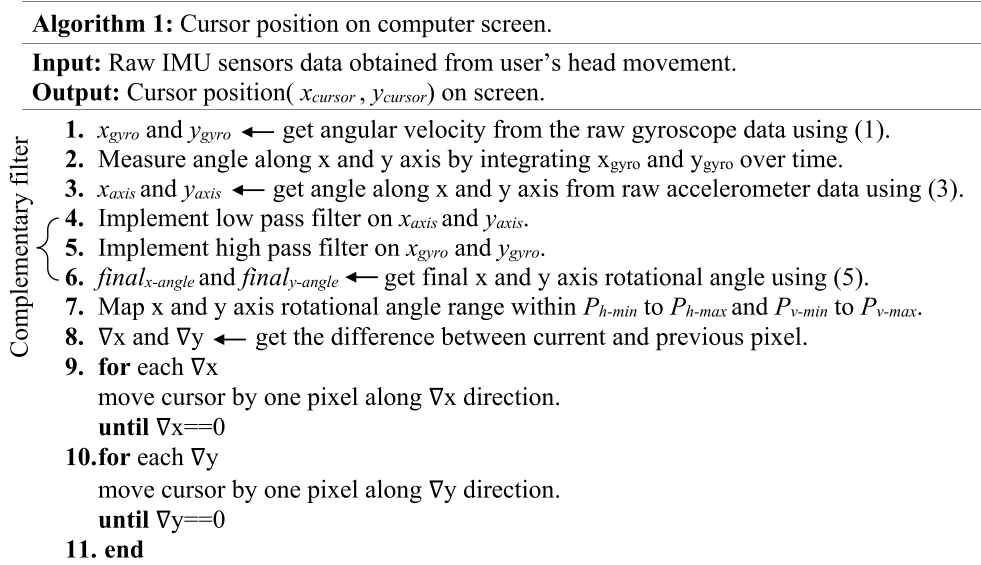 Algorithm 1: Cursor position on computer screen.
Input: Raw IMU sensors data obtained from user's head movement.
Output: Cursor position( xcursor , ycursor) on screen.
Complementary filter
1. xgyro and ygyro ← get angular velocity from the raw gyroscope data using (1).
2. Measure angle along x and y axis by integrating xgyro and ygyro over time.
3. xaxis and yaxis ← get angle along x and y axis from raw accelerometer data using (3).
4. Implement low pass filter on xaxis and yaxis.
5. Implement high pass filter on xgyro and ygyro.
6. finalx-angle and finaly-angle ← get final x and y axis rotational angle using (5).
7. Map x and y axis rotational angle range within Ph-min to Ph-max and Pv-min to Pv-max.
8. ∇x and ∇y ← get the difference between current and previous pixel.
9. for each ∇x
move cursor by one pixel along ∇x direction.
until ∇x==0
10.for each ∇y
move cursor by one pixel along ∇y direction.
until ∇y==0
11. end